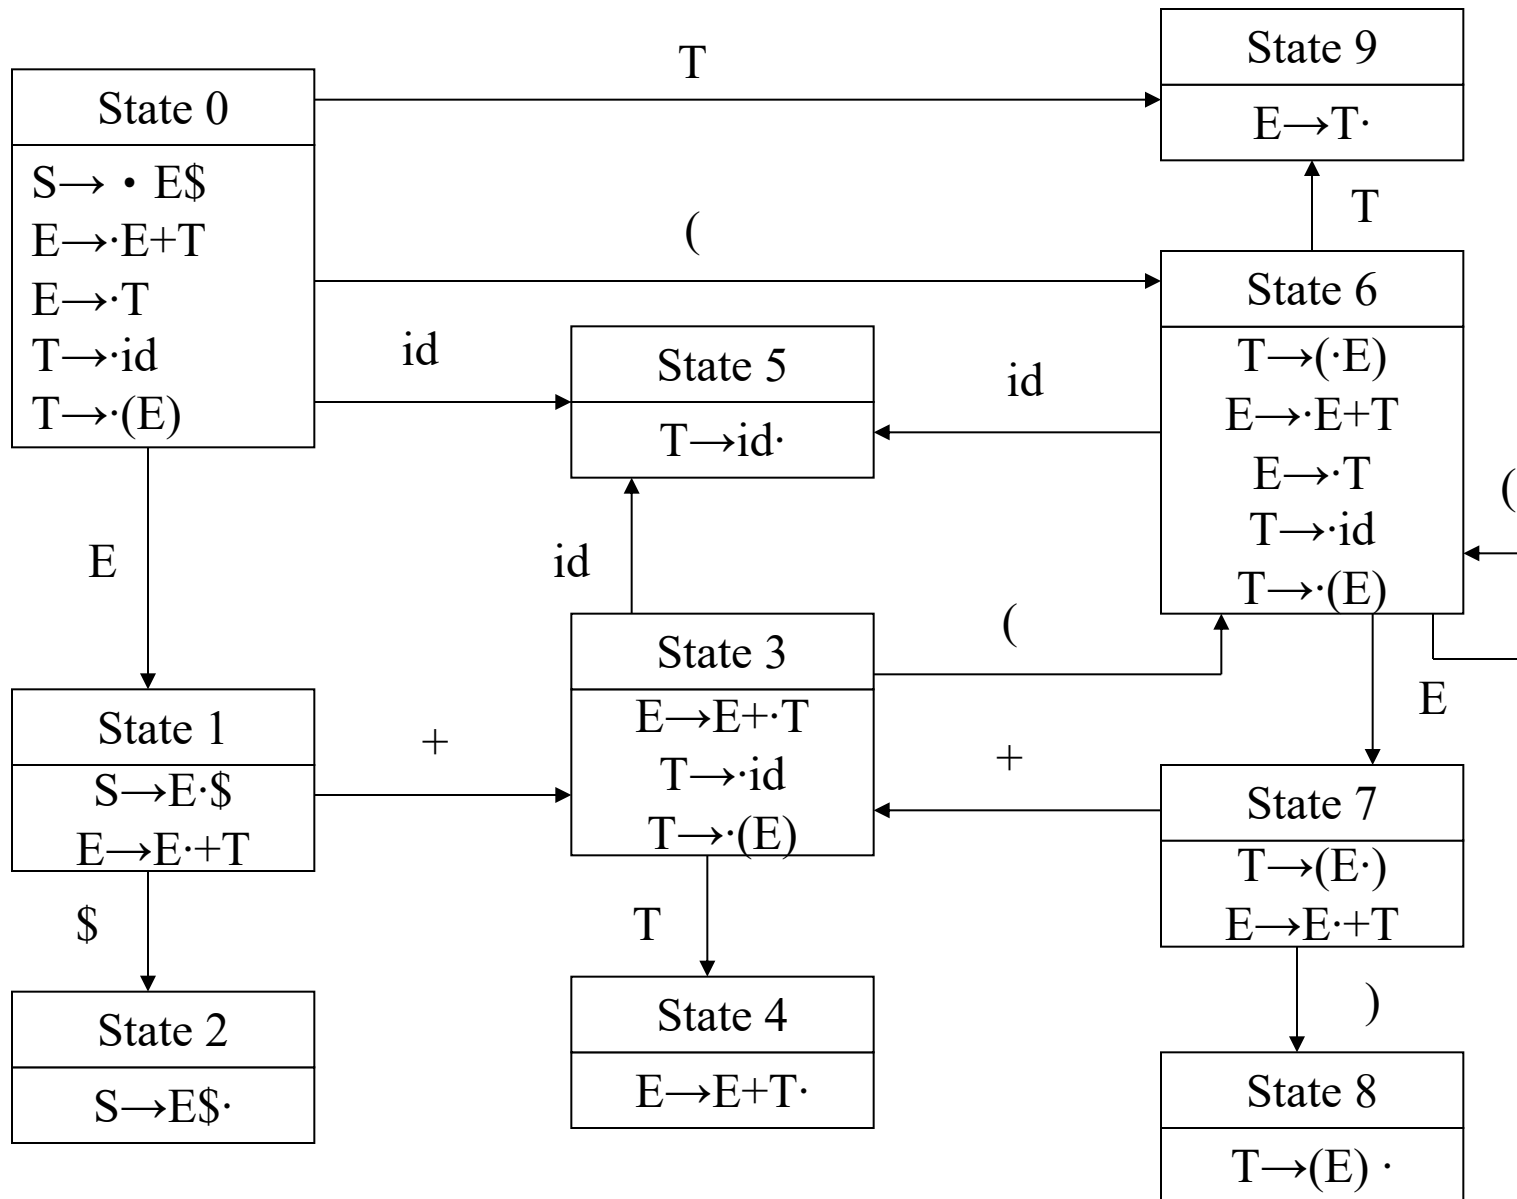 State 9
E→T·
T
State 0
S→ · E$
E→·E+T
E→·T
T→·id
T→·(E)
(
T
State 6
T→(·E)
E→·E+T
E→·T
T→·id
T→·(E)
id
State 5
T→id·
id
(
E
id
State 3
E→E+·T
T→·id
T→·(E)
(
E
State 1
S→E·$
E→E·+T
+
+
State 7
T→(E·)
E→E·+T
$
T
)
State 2
S→E$·
State 4
E→E+T·
State 8
T→(E) ·